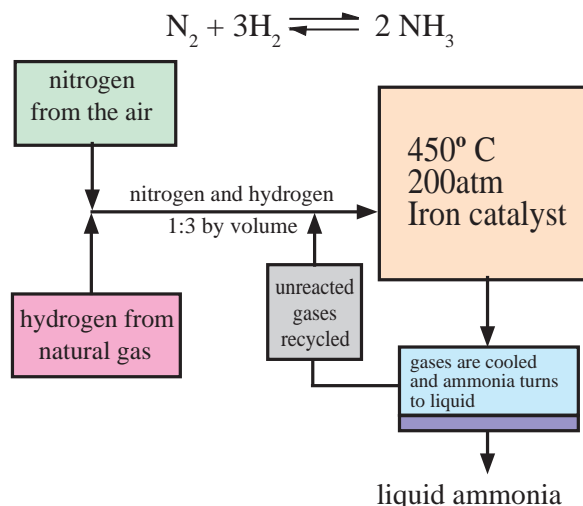 N₂ + 3H₂ ⇌ 2 NH₃
nitrogen
from the air
450º C
200atm
Iron catalyst
nitrogen and hydrogen
1:3 by volume
hydrogen from
natural gas
unreacted
gases
recycled
gases are cooled
and ammonia turns
to liquid
liquid ammonia